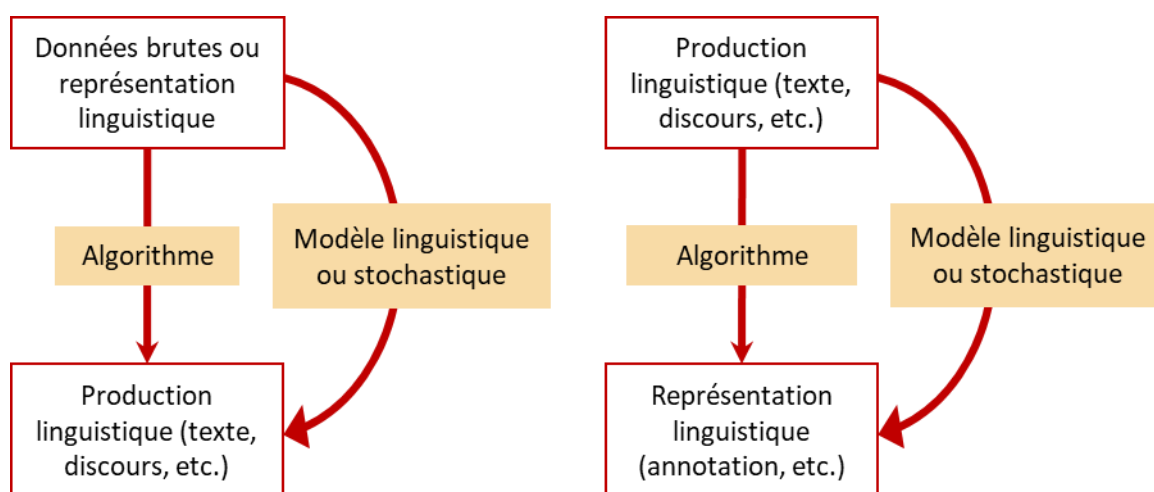 Données brutes ou
représentation
linguistique
Algorithme
Modèle linguistique
ou stochastique
Production
linguistique (texte,
discours, etc.)
Production
linguistique (texte,
discours, etc.)
Algorithme
Modèle linguistique
ou stochastique
Représentation
linguistique
(annotation, etc.)